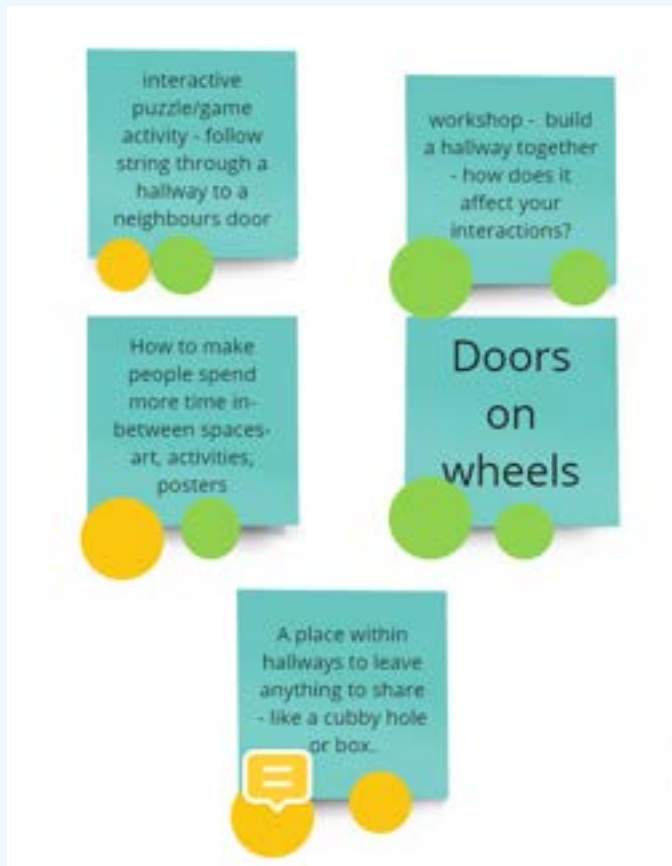 interactive
puzzle/game
activity - follow
string through a
hallway to a
neighbours door
workshop -  build
a hallway together
- how does it
affect your
interactions?
How to make
people spend
more time in-
between spaces-
art, activities,
posters
Doors
on
wheels
A place within
hallways to leave
anything to share
- like a cubby hole
or box..